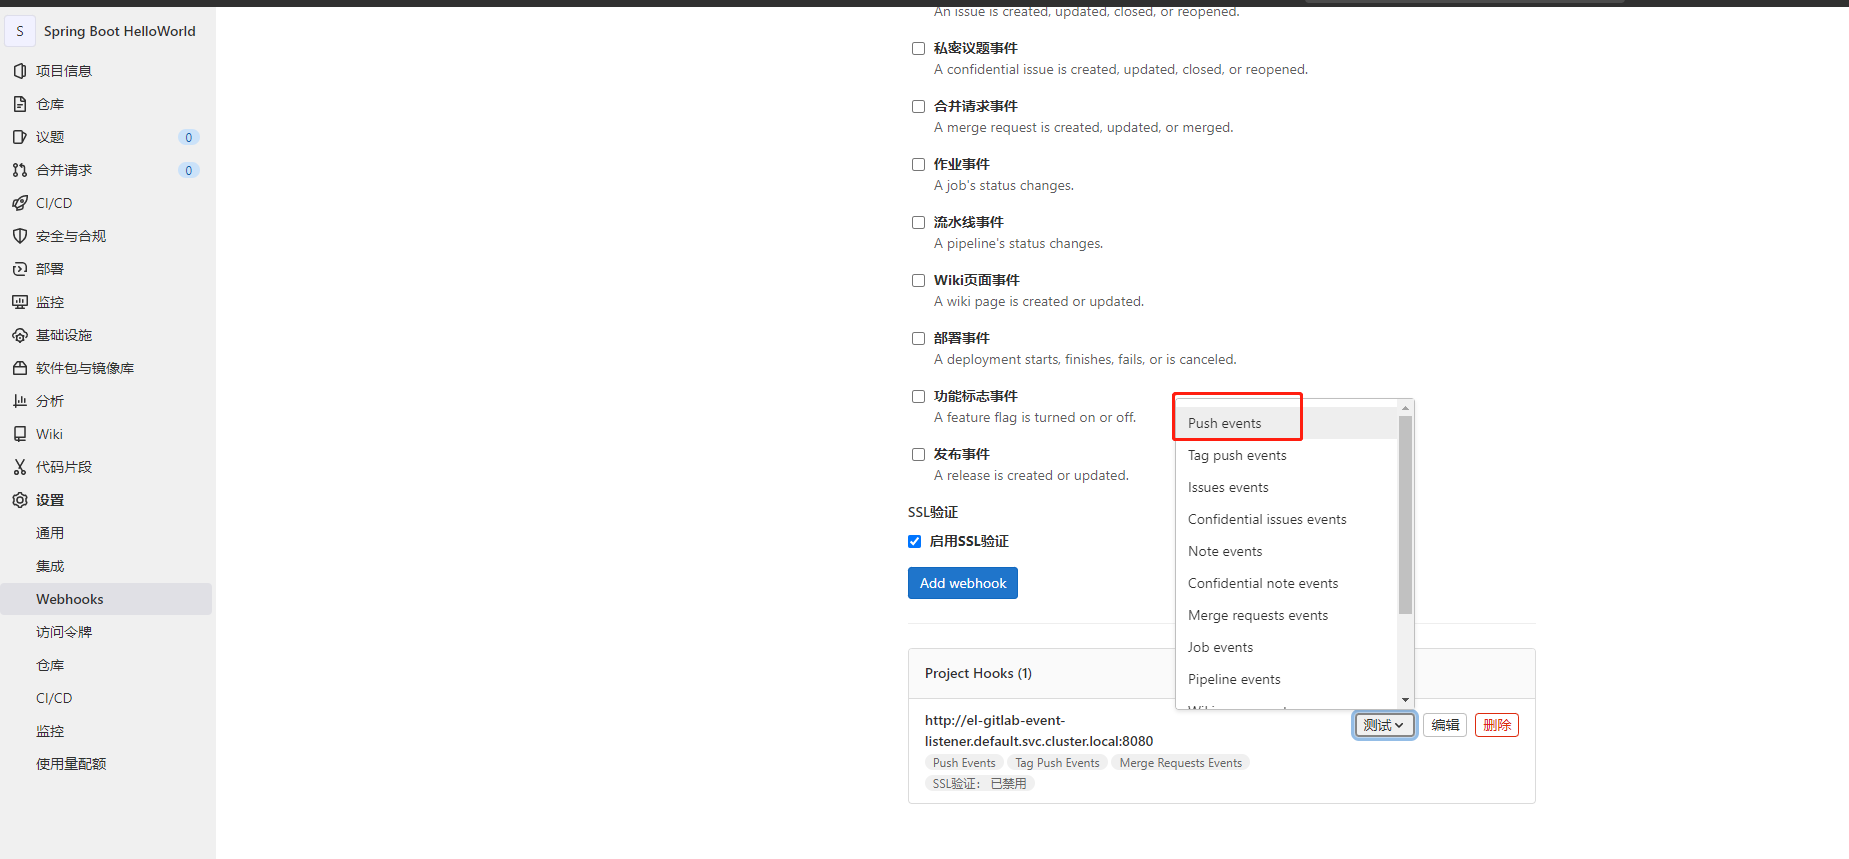 S Spring Boot HelloWorld
项目信息
仓库
议题 0
合并请求 0
CI/CD
安全与合规
部署
监控
基础设施
软件包与镜像库
分析
Wiki
代码片段
设置
通用
集成
Webhooks
访问令牌
仓库
CI/CD
监控
使用量配额
An issue is created, updated, closed, or reopened.
私密议题事件
A confidential issue is created, updated, closed, or reopened.
合并请求事件
A merge request is created, updated, or merged.
作业事件
A job's status changes.
流水线事件
A pipeline's status changes.
Wiki页面事件
A wiki page is created or updated.
部署事件
A deployment starts, finishes, fails, or is canceled.
功能标志事件
A feature flag is turned on or off.
发布事件
A release is created or updated.
SSL验证
启用SSL验证
Add webhook
Push events
Tag push events
Issues events
Confidential issues events
Note events
Confidential note events
Merge requests events
Job events
Pipeline events
Project Hooks (1)
http://el-gitlab-event-
listener.default.svc.cluster.local:8080
测试 编辑 删除
Push Events Tag Push Events Merge Requests Events
SSL验证： 已禁用